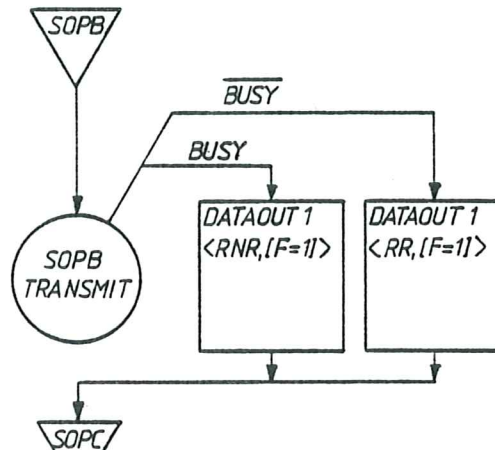 SOPB
BUSY
BUSY
DATAOUT 1
<RNR,[F=1]>
DATAOUT 1
<RR,[F=1]>
SOPB
TRANSMIT
SOPC